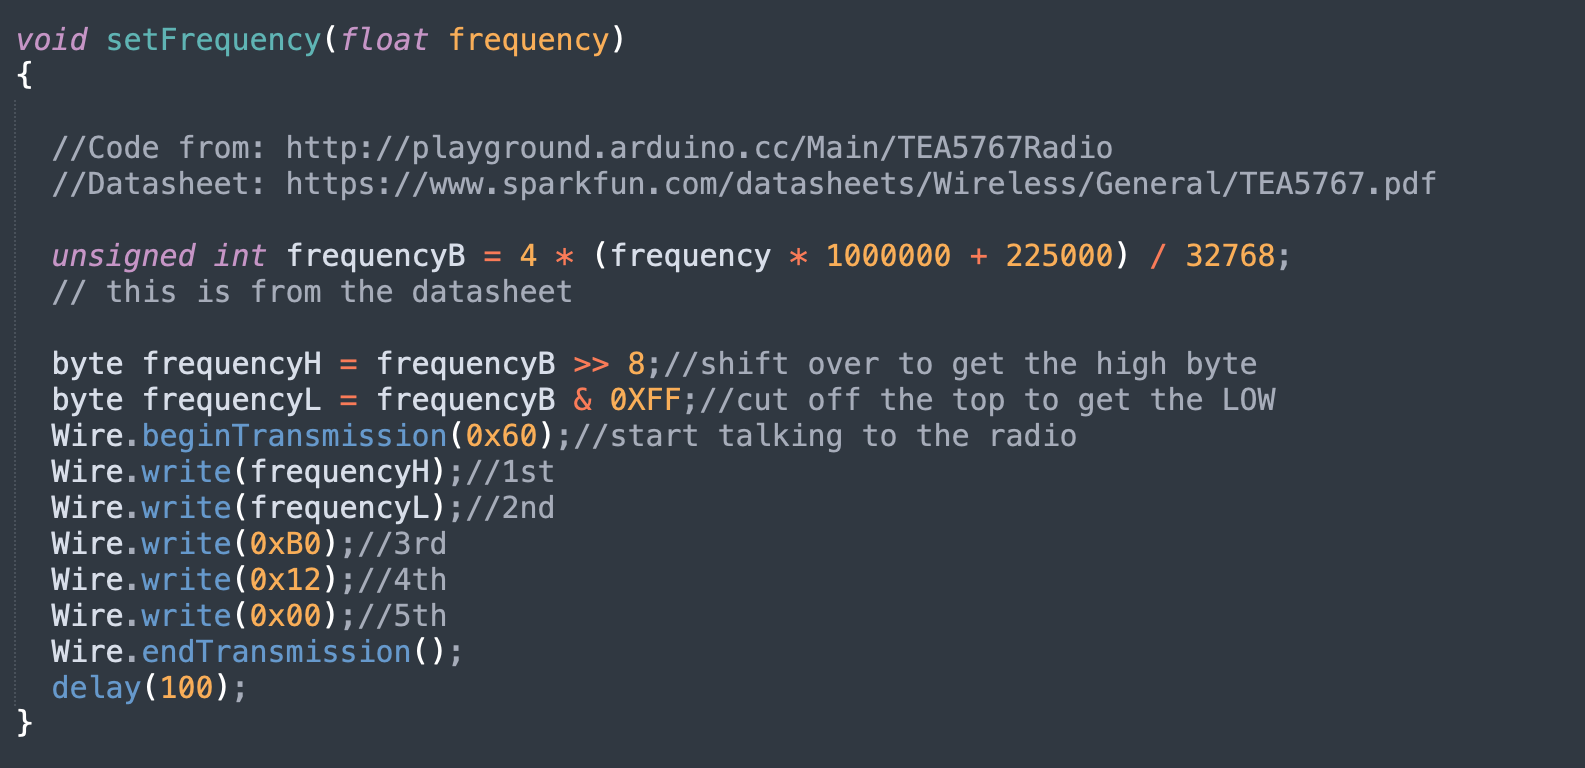 void setFrequency(float frequency)
{
//Code from: http://playground.arduino.cc/Main/TEA5767Radio
//Datasheet: https://www.sparkfun.com/datasheets/Wireless/General/TEA5767.pdf
unsigned int frequencyB = 4 * (frequency * 1000000 + 225000) / 32768;
// this is from the datasheet
byte frequencyH = frequencyB >> 8;//shift over to get the high byte
byte frequencyL = frequencyB & 0XFF;//cut off the top to get the LOW
Wire.beginTransmission(0x60);//start talking to the radio
Wire.write(frequencyH);//1st
Wire.write(frequencyL);//2nd
Wire.write(0xB0);//3rd
Wire.write(0x12);//4th
Wire.write(0x00);//5th
Wire.endTransmission();
delay(100);
}